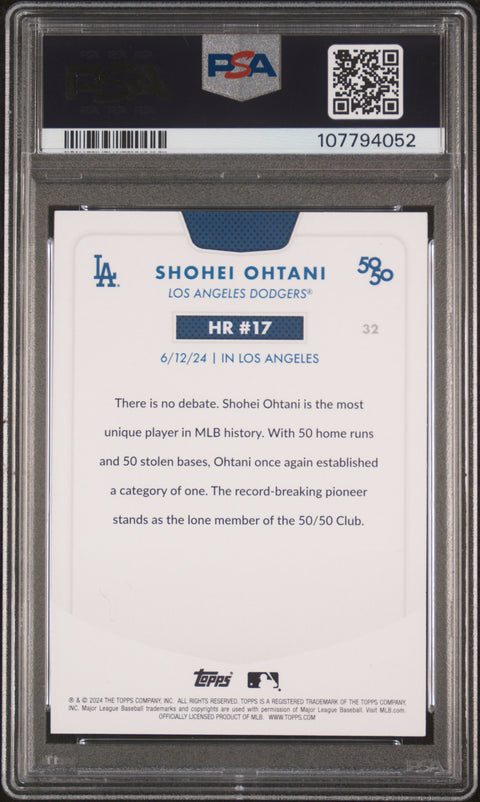 PSA
107794052
LA
SHOHEI OHTANI
50
50
LOS ANGELES DODGERS®
HR #17
32
6/12/24 | IN LOS ANGELES
There is no debate. Shohei Ohtani is the most
unique player in MLB history. With 50 home runs
and 50 stolen bases, Ohtani once again established
a category of one. The record-breaking pioneer
stands as the lone member of the 50/50 Club.
Topps
® & © 2024 THE TOPPS COMPANY, INC. ALL RIGHTS RESERVED. TOPPS IS A REGISTERED TRADEMARK OF THE TOPPS COMPANY,
INC. Major League Baseball trademarks and copyrights are used with permission of Major League Baseball. Visit MLB.com.
OFFICIALLY LICENSED PRODUCT OF MLB. WWW.TOPPS.COM
PSA